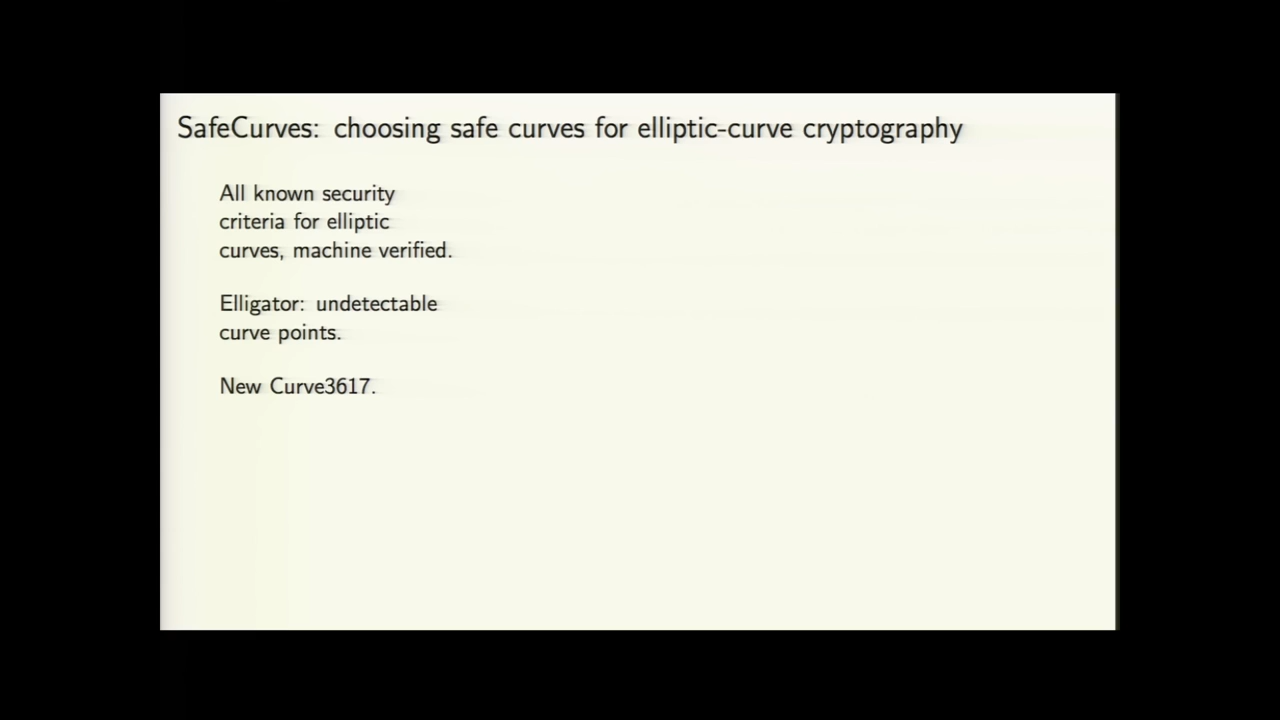 SafeCurves: choosing safe curves for elliptic-curve cryptography
All known security
criteria for elliptic
curves, machine verified.
Elligator: undetectable
curve points.
New Curve3617.